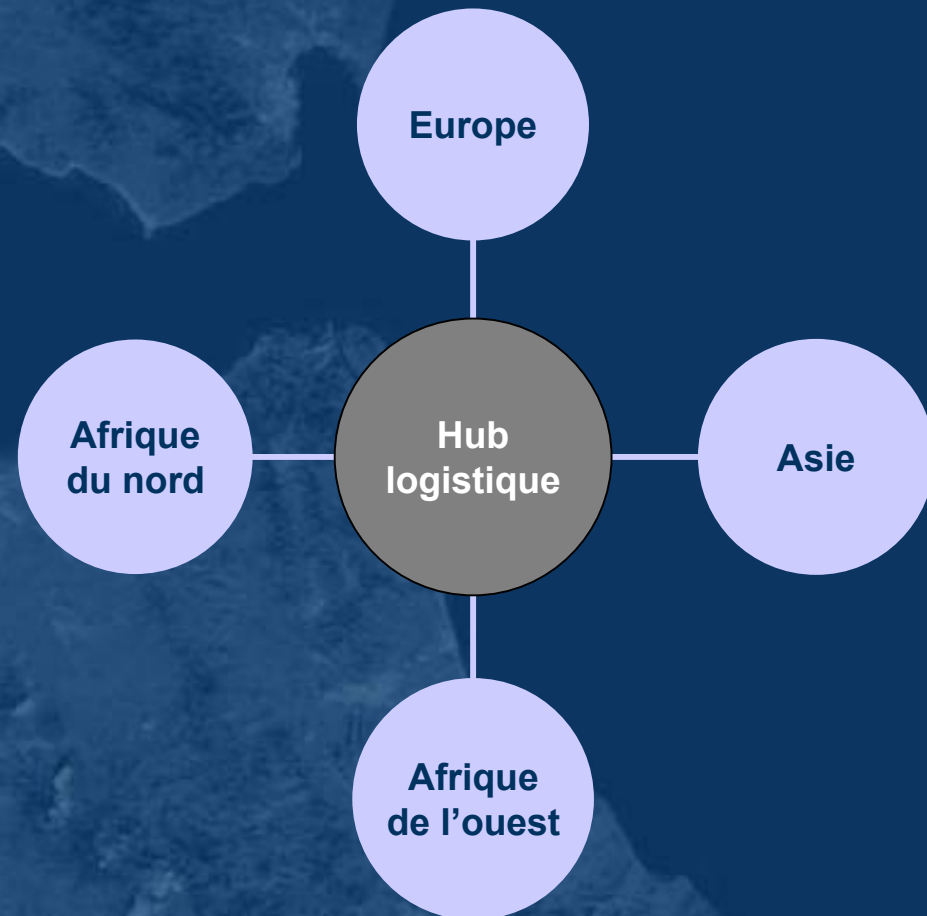 Europe
Afrique
du nord
Hub
logistique
Asie
Afrique
de l’ouest